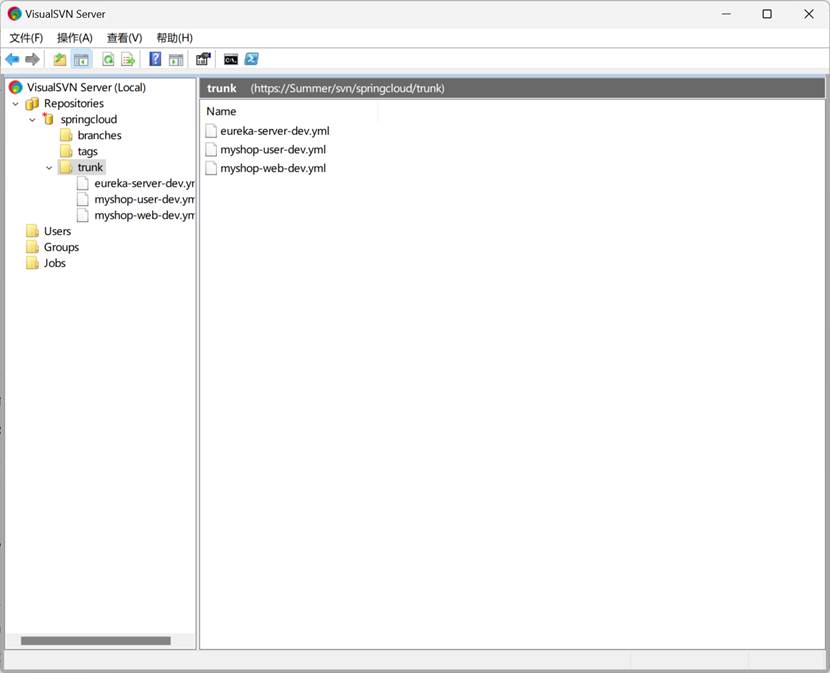 VisualSVN Server
文件(F) 操作(A) 查看(V) 帮助(H)
VisualSVN Server (Local)
Repositories
springcloud
branches
tags
trunk
eureka-server-dev.yr
myshop-user-dev.ym
myshop-web-dev.ym
Users
Groups
Jobs
trunk (https://Summer/svn/springcloud/trunk)
Name
eureka-server-dev.yml
myshop-user-dev.yml
myshop-web-dev.yml